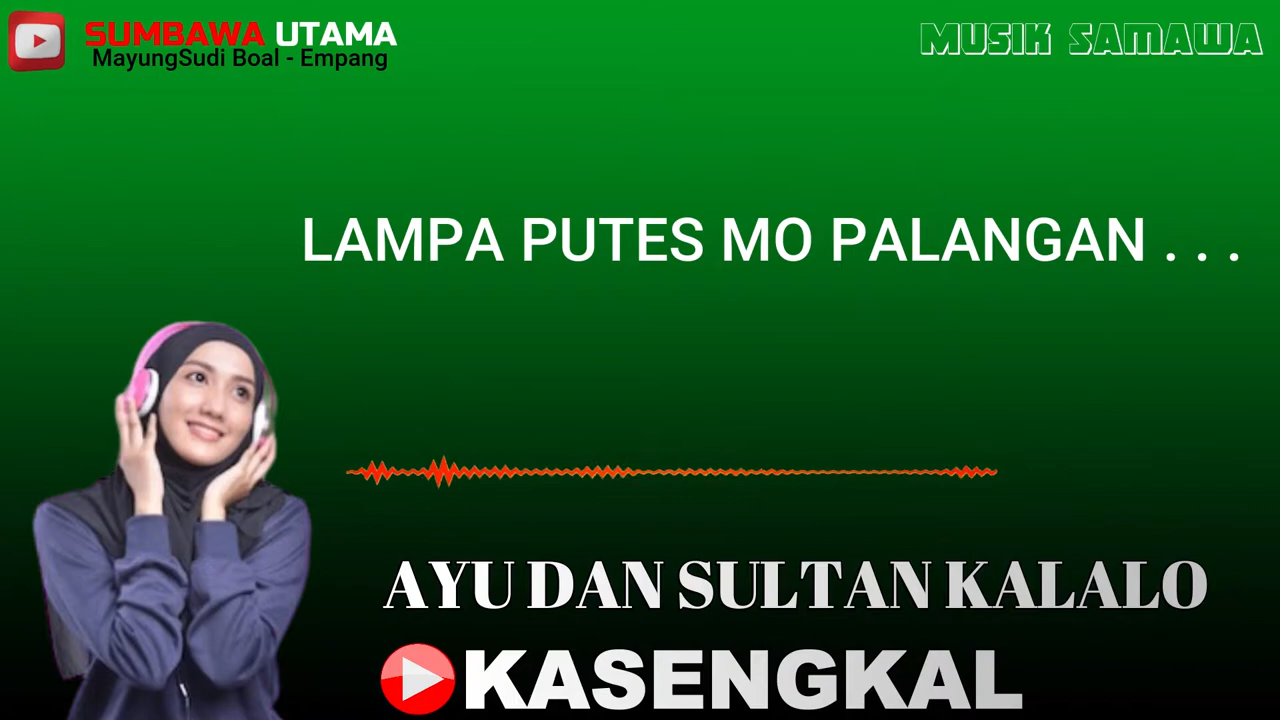 SUMBAWA UTAMA
MayungSudi Boal - Empang
MUSIK SAMAWA
LAMPA PUTES MO PALANGAN . . .
AYU DAN SULTAN KALALO
KASENGKAL